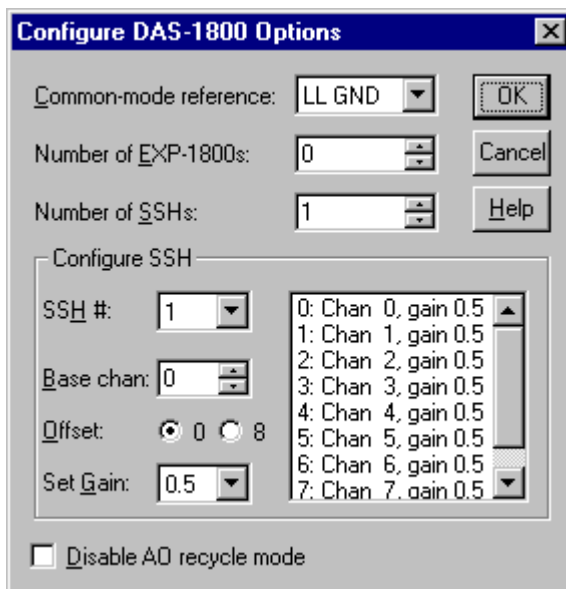 Configure DAS-1800 Options
Common-mode reference: LL GND OK
Number of EXP-1800s: 0 Cancel
Number of SSHs: 1 Help
Configure SSH
SSH #: 1
Base chan: 0
Offset: 0 8
Set Gain: 0.5
0: Chan 0, gain 0.5
1: Chan 1, gain 0.5
2: Chan 2, gain 0.5
3: Chan 3, gain 0.5
4: Chan 4, gain 0.5
5: Chan 5, gain 0.5
6: Chan 6, gain 0.5
7: Chan 7, gain 0.5
Disable AO recycle mode